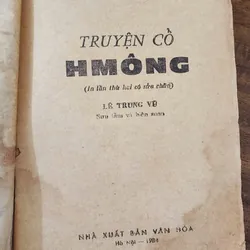 TRUYỆN CỔ
HMÔNG
(In lần thứ hai có sửa chữa)
LÊ TRUNG VŨ
Sưu tầm và biên soạn
NHÀ XUẤT BẢN VĂN HÓA
Hà Nội —